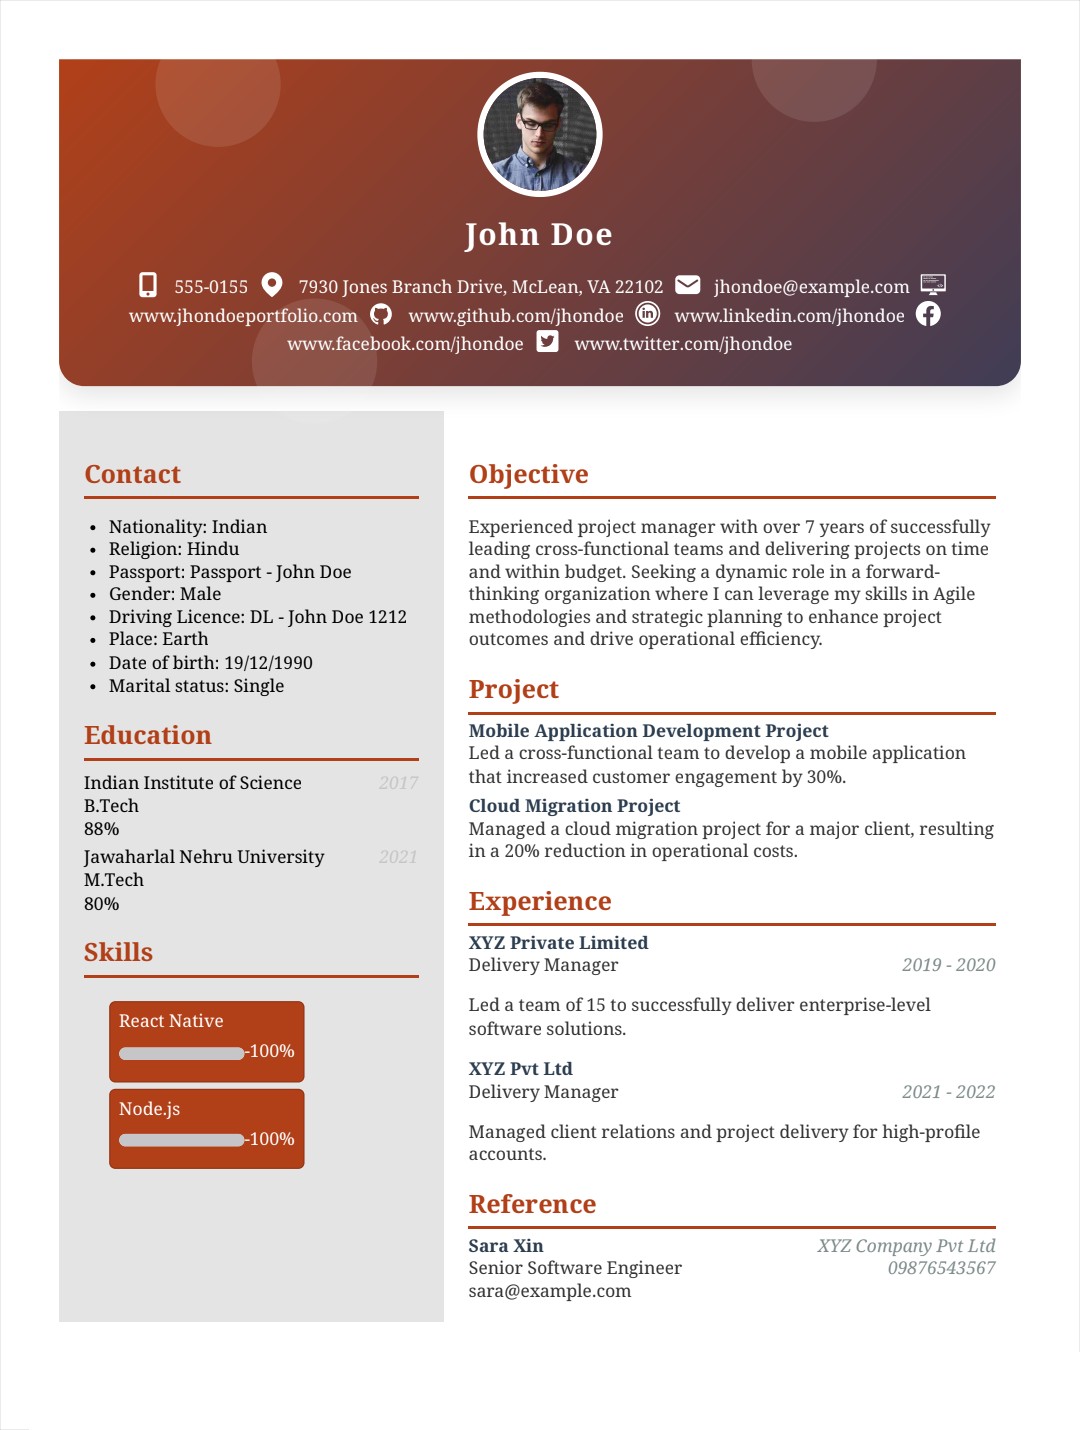 John Doe
555-0155 7930 Jones Branch Drive, McLean, VA 22102 jhondoe@example.com
www.jhondoeportfolio.com www.github.com/jhondoe www.linkedin.com/jhondoe
www.facebook.com/jhondoe www.twitter.com/jhondoe
Contact
• Nationality: Indian
• Religion: Hindu
• Passport: Passport - John Doe
• Gender: Male
• Driving Licence: DL - John Doe 1212
• Place: Earth
• Date of birth: 19/12/1990
• Marital status: Single
Education
Indian Institute of Science 2017
B.Tech
88%
Jawaharlal Nehru University 2021
M.Tech
80%
Skills
React Native
-100%
Node.js
-100%
Objective
Experienced project manager with over 7 years of successfully
leading cross-functional teams and delivering projects on time
and within budget. Seeking a dynamic role in a forward-
thinking organization where I can leverage my skills in Agile
methodologies and strategic planning to enhance project
outcomes and drive operational efficiency.
Project
Mobile Application Development Project
Led a cross-functional team to develop a mobile application
that increased customer engagement by 30%.
Cloud Migration Project
Managed a cloud migration project for a major client, resulting
in a 20% reduction in operational costs.
Experience
XYZ Private Limited
Delivery Manager 2019 - 2020
Led a team of 15 to successfully deliver enterprise-level
software solutions.
XYZ Pvt Ltd
Delivery Manager 2021 - 2022
Managed client relations and project delivery for high-profile
accounts.
Reference
Sara Xin XYZ Company Pvt Ltd
Senior Software Engineer 09876543567
sara@example.com